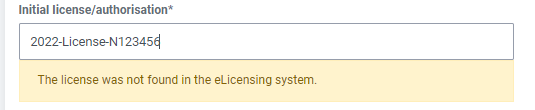 Initial license/authorisation*
2022-License-N123456
The license was not found in the eLicensing system.